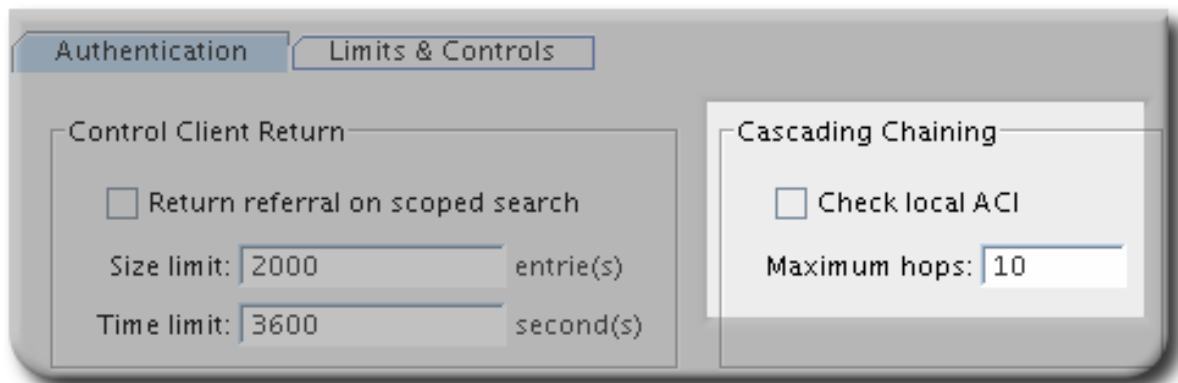 Authentication
Limits & Controls
Control Client Return
Return referral on scoped search
Size limit: 2000 entrie(s)
Time limit: 3600 second(s)
Cascading Chaining
Check local ACI
Maximum hops: 10